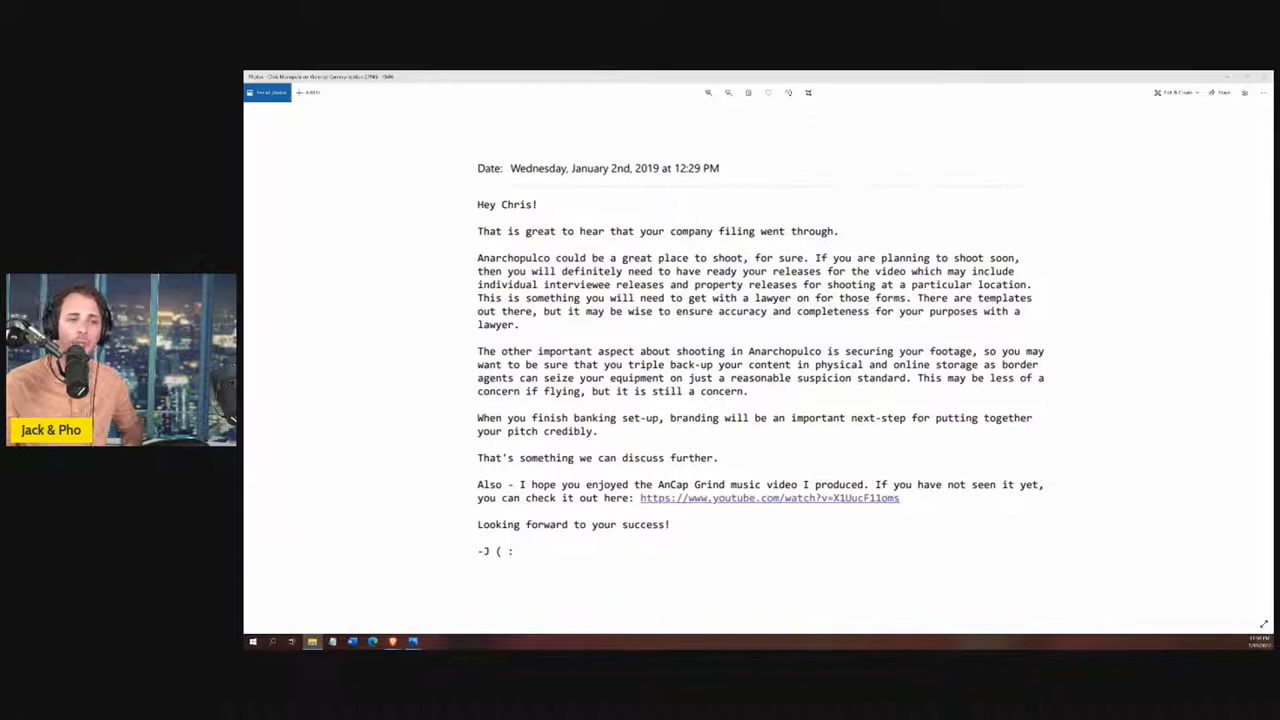 Date: Wednesday, January 2nd, 2019 at 12:29 PM
Hey Chris!
That is great to hear that your company filing went through.
Anarchopulco could be a great place to shoot, for sure. If you are planning to shoot soon,
then you will definitely need to have ready your releases for the video which may include
individual interviewee releases and property releases for shooting at a particular location.
This is something you will need to get with a lawyer on for those forms. There are templates
out there, but it may be wise to ensure accuracy and completeness for your purposes with a
lawyer.
The other important aspect about shooting in Anarchopulco is securing your footage, so you may
want to be sure that you triple back-up your content in physical and online storage as border
agents can seize your equipment on just a reasonable suspicion standard. This may be less of a
concern if flying, but it is still a concern.
When you finish banking set-up, branding will be an important next-step for putting together
your pitch credibly.
That's something we can discuss further.
Also - I hope you enjoyed the AnCap Grind music video I produced. If you have not seen it yet,
you can check it out here: https://www.youtube.com/watch?v=X1UucF11oms
Looking forward to your success!
-J ( :
Jack & Pho
See all photos
Add to
Edit & Create
Share